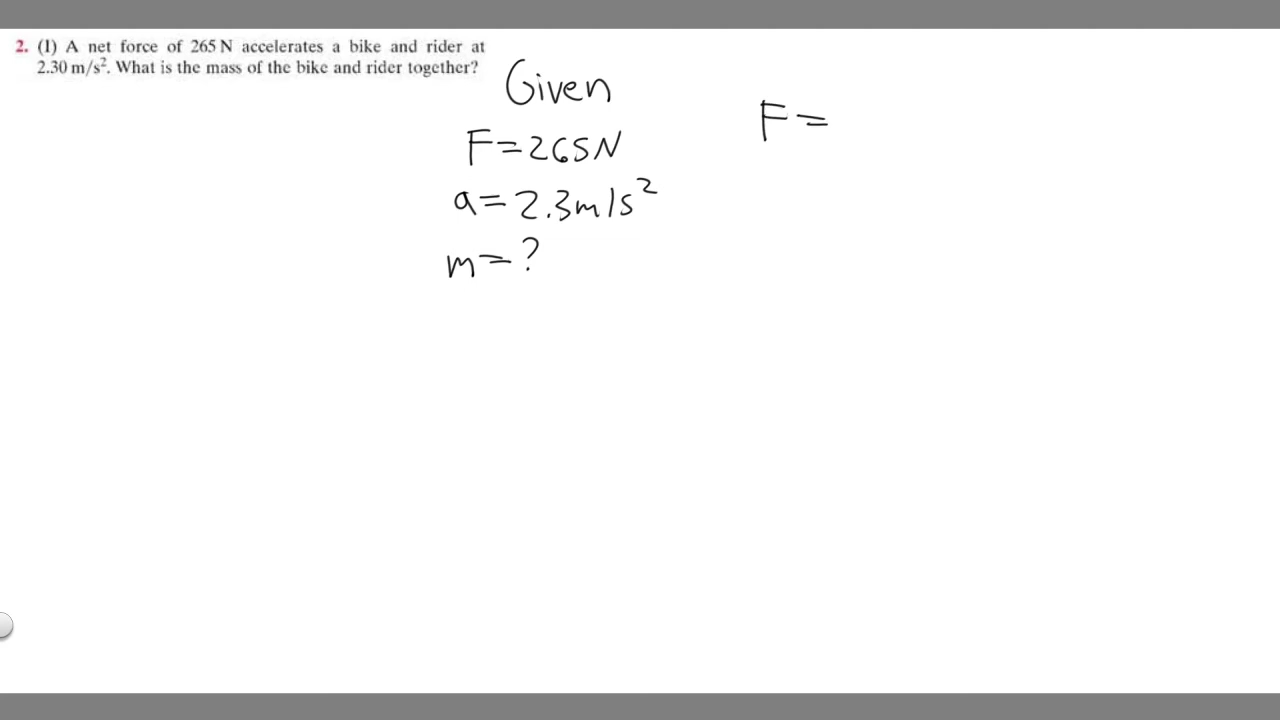 2. (I) A net force of 265 N accelerates a bike and rider at
2.30 m/s². What is the mass of the bike and rider together?
Given
F=265N
a=2.3m/s²
m=?
F=